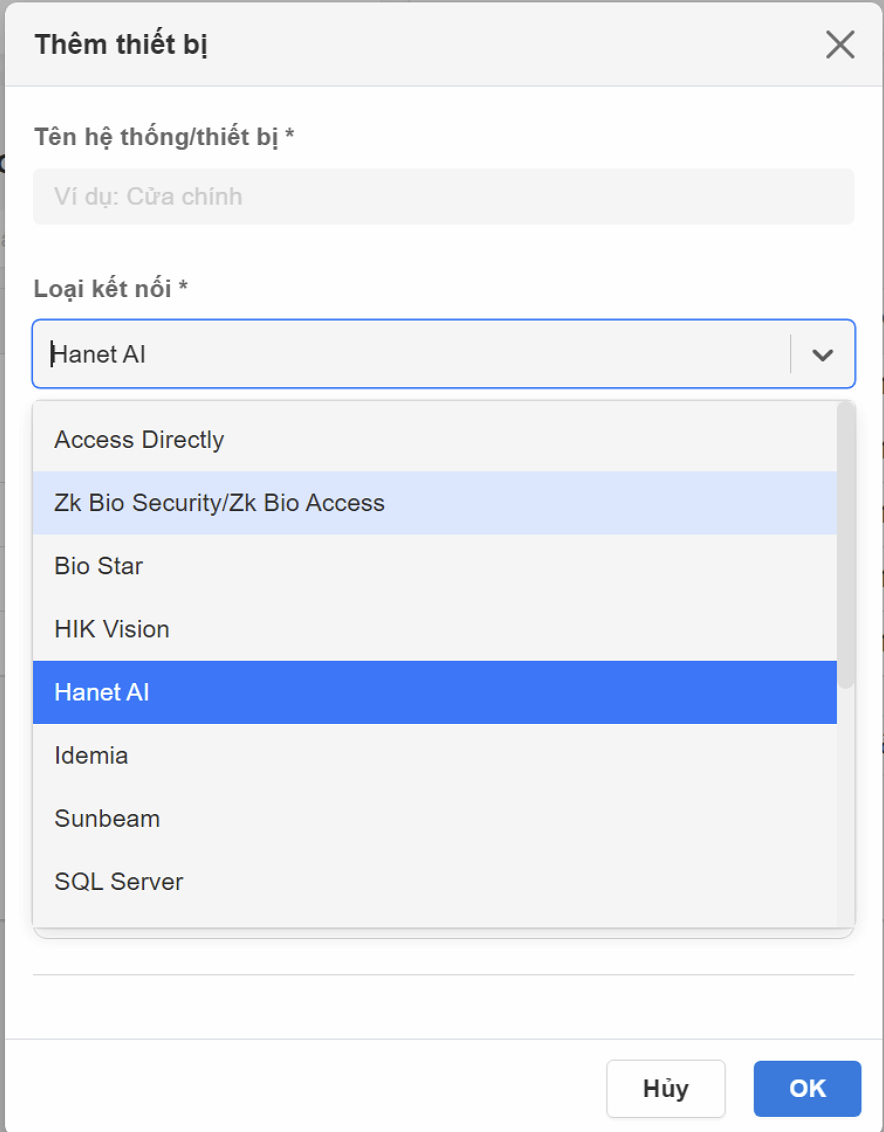 Thêm thiết bị
Tên hệ thống/thiết bị *
Ví dụ: Cửa chính
Loại kết nối *
Hanet AI
Access Directly
Zk Bio Security/Zk Bio Access
Bio Star
HIK Vision
Hanet AI
Idemia
Sunbeam
SQL Server
Hủy
OK